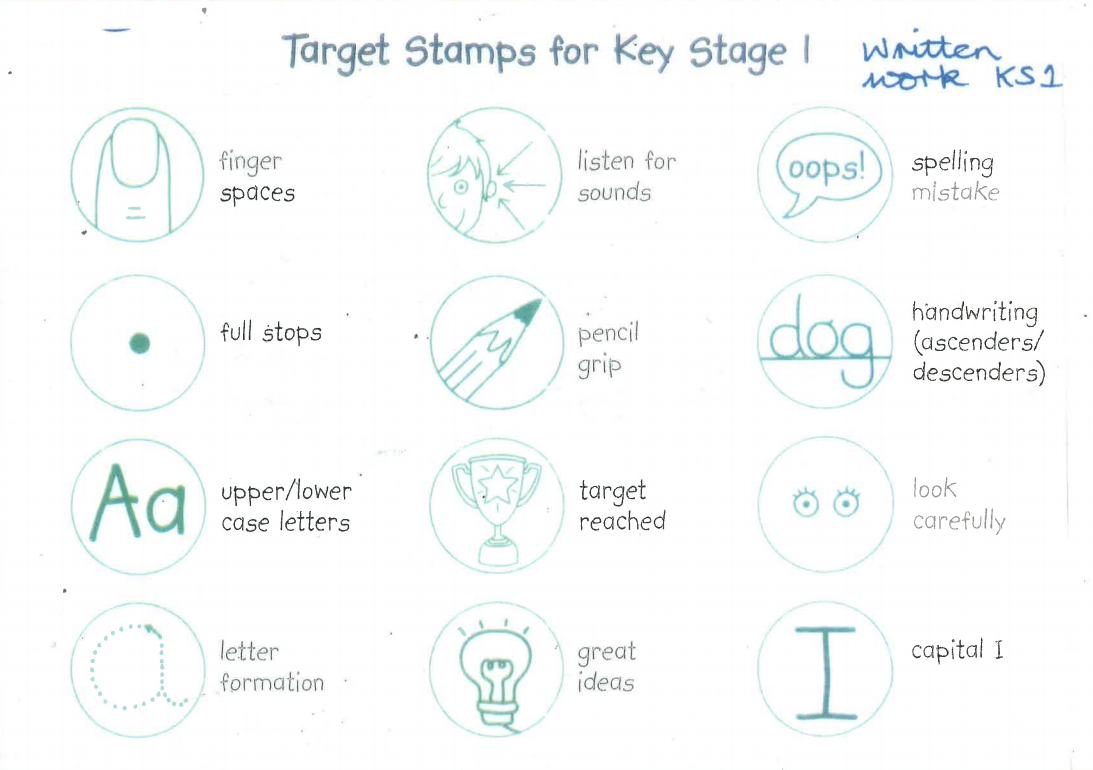 Target Stamps for Key Stage 1
Written
work KS1
finger
spaces
listen for
sounds
oops!
spelling
mistake
full stops
pencil
grip
dog
handwriting
(ascenders/
descenders)
Aa
upper/lower
case letters
target
reached
look
carefully
a
letter
formation
great
ideas
I
capital I